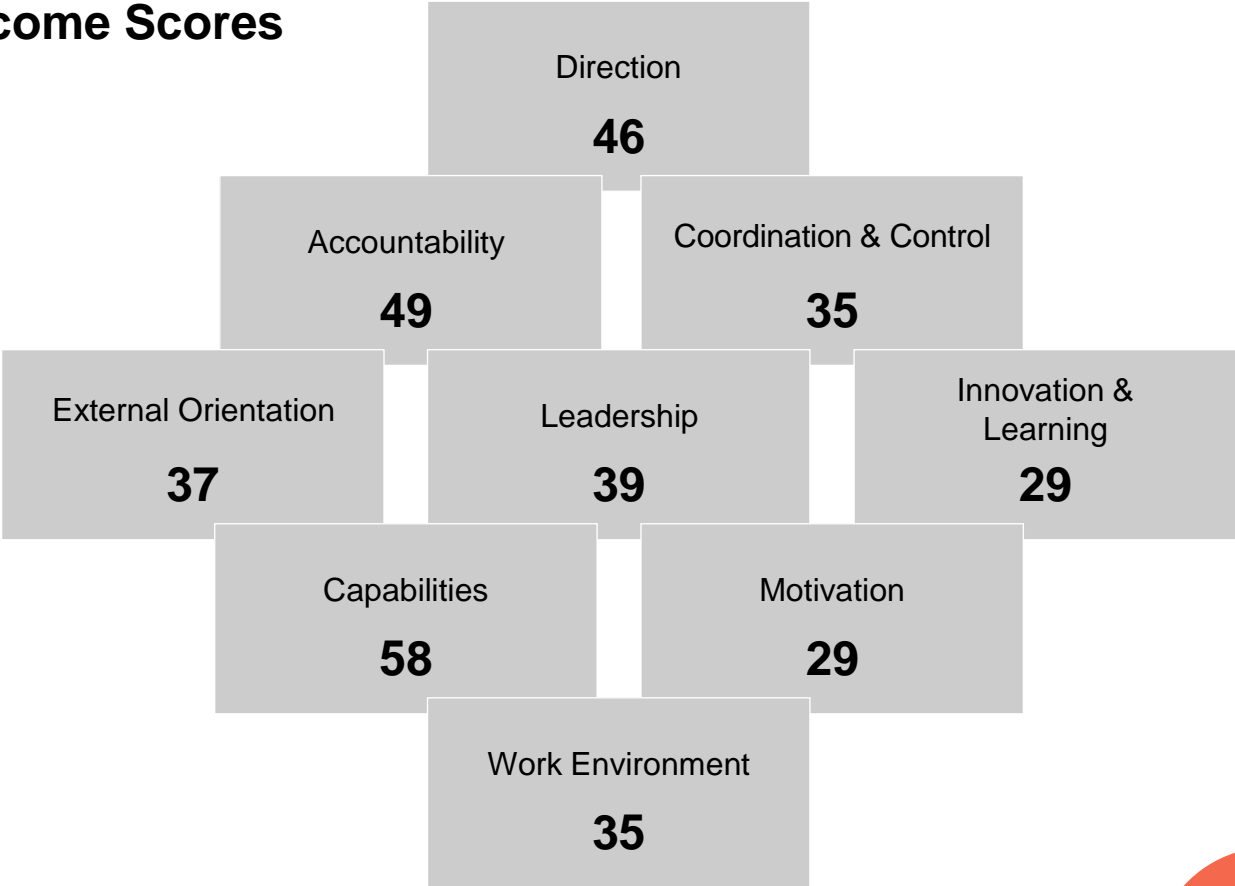 come Scores
Direction
46
Accountability
49
Coordination & Control
35
External Orientation
37
Leadership
39
Innovation &
Learning
29
Capabilities
58
Motivation
29
Work Environment
35